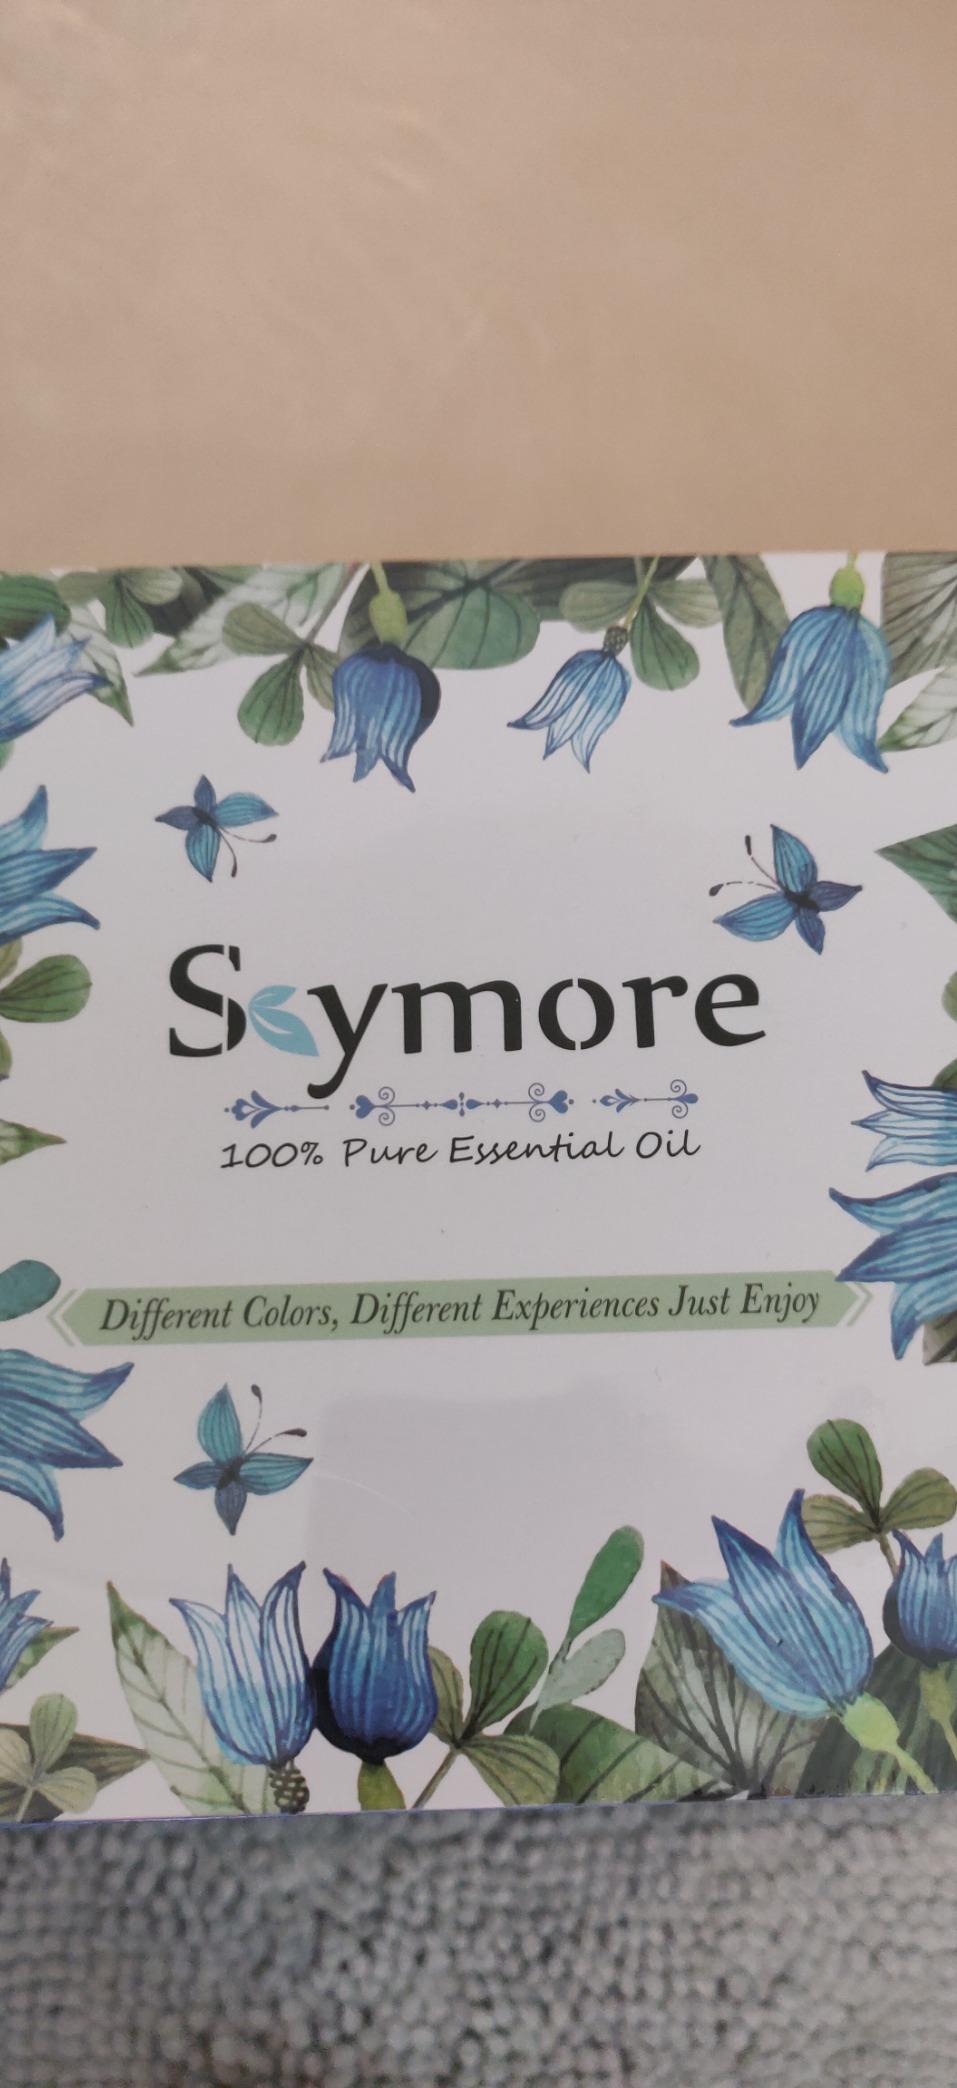 Skymore
100% Pure Essential Oil
Different Colors, Different Experiences Just Enjoy